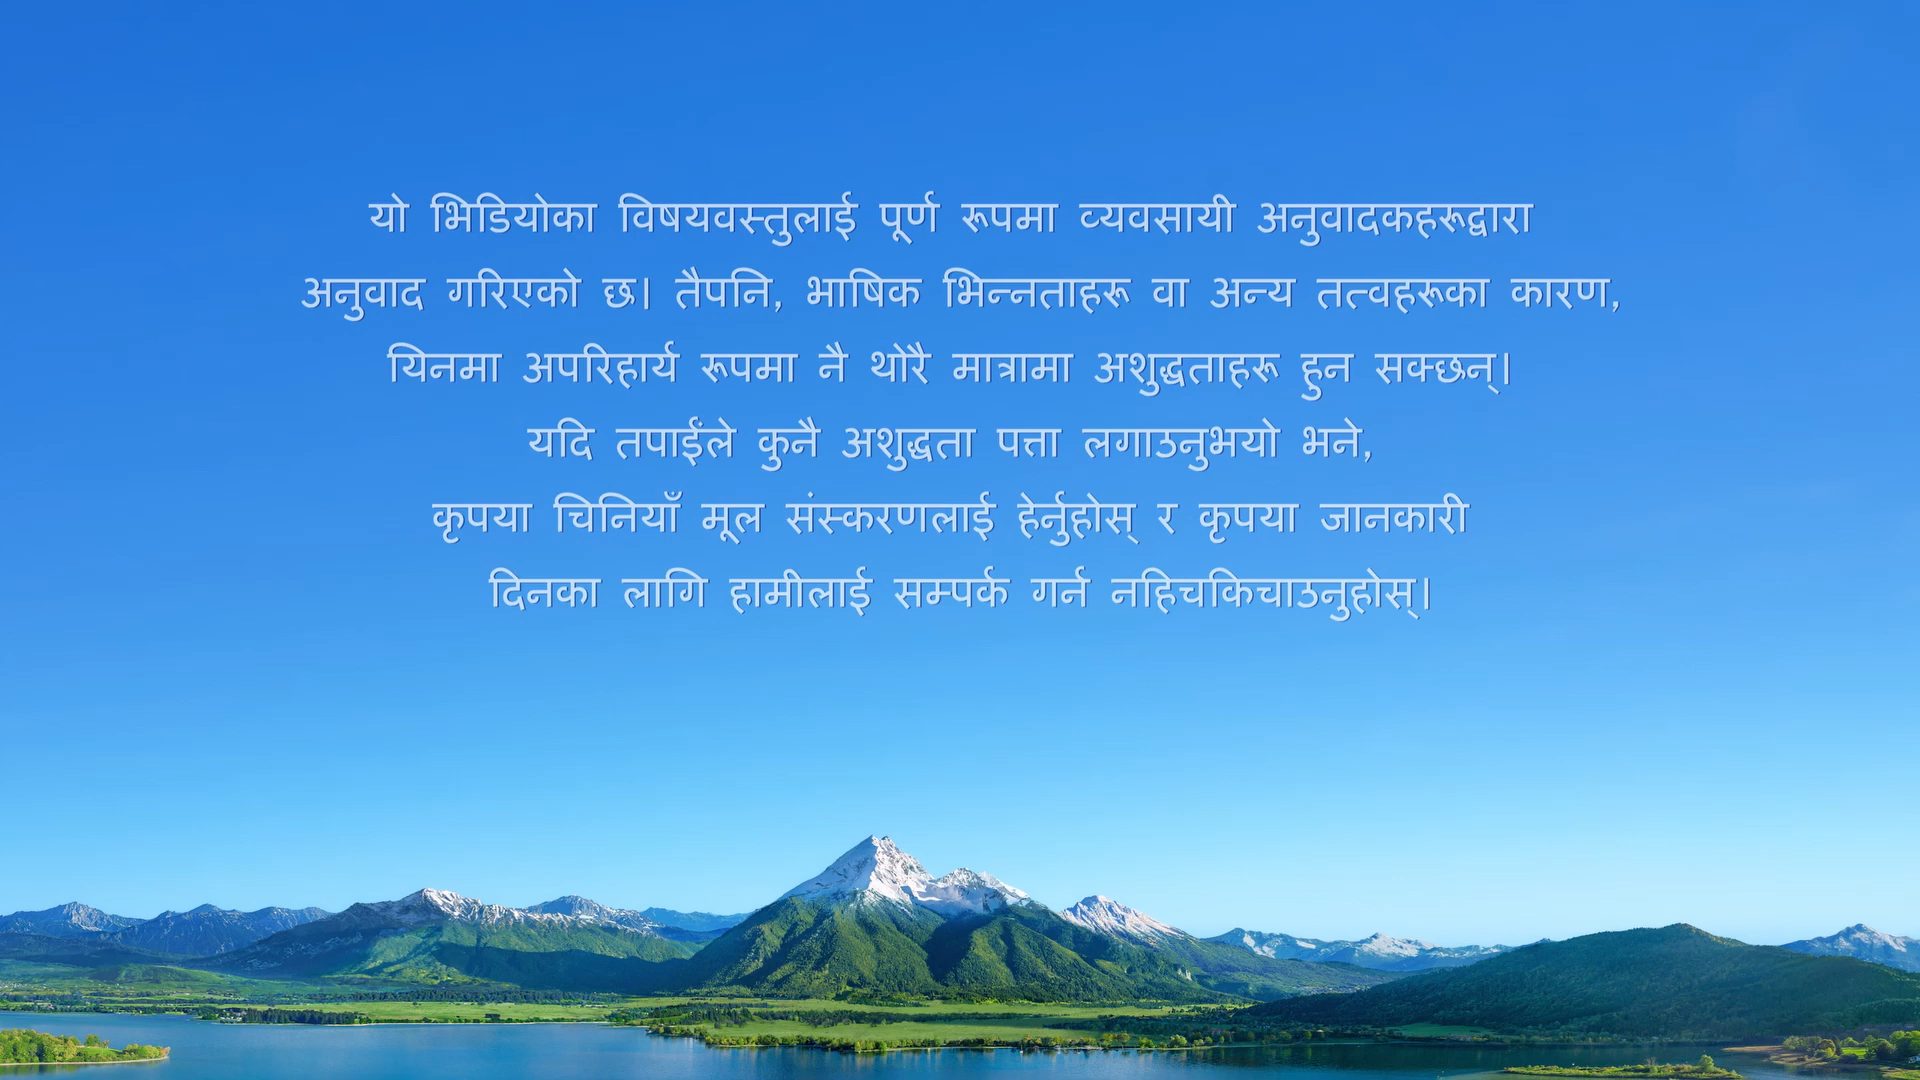 यो भिडियोका विषयवस्तुलाई पूर्ण रूपमा व्यवसायी अनुवादकहरूद्वारा
अनुवाद गरिएको छ। तैपनि, भाषिक भिन्नताहरू वा अन्य तत्वहरूका कारण,
यिनमा अपरिहार्य रूपमा नै थोरै मात्रामा अशुद्धताहरू हुन सक्छन्।
यदि तपाईंले कुनै अशुद्धता पत्ता लगाउनुभयो भने,
कृपया चिनियाँ मूल संस्करणलाई हेर्नुहोस् र कृपया जानकारी
दिनका लागि हामीलाई सम्पर्क गर्न नहिचकिचाउनुहोस्।